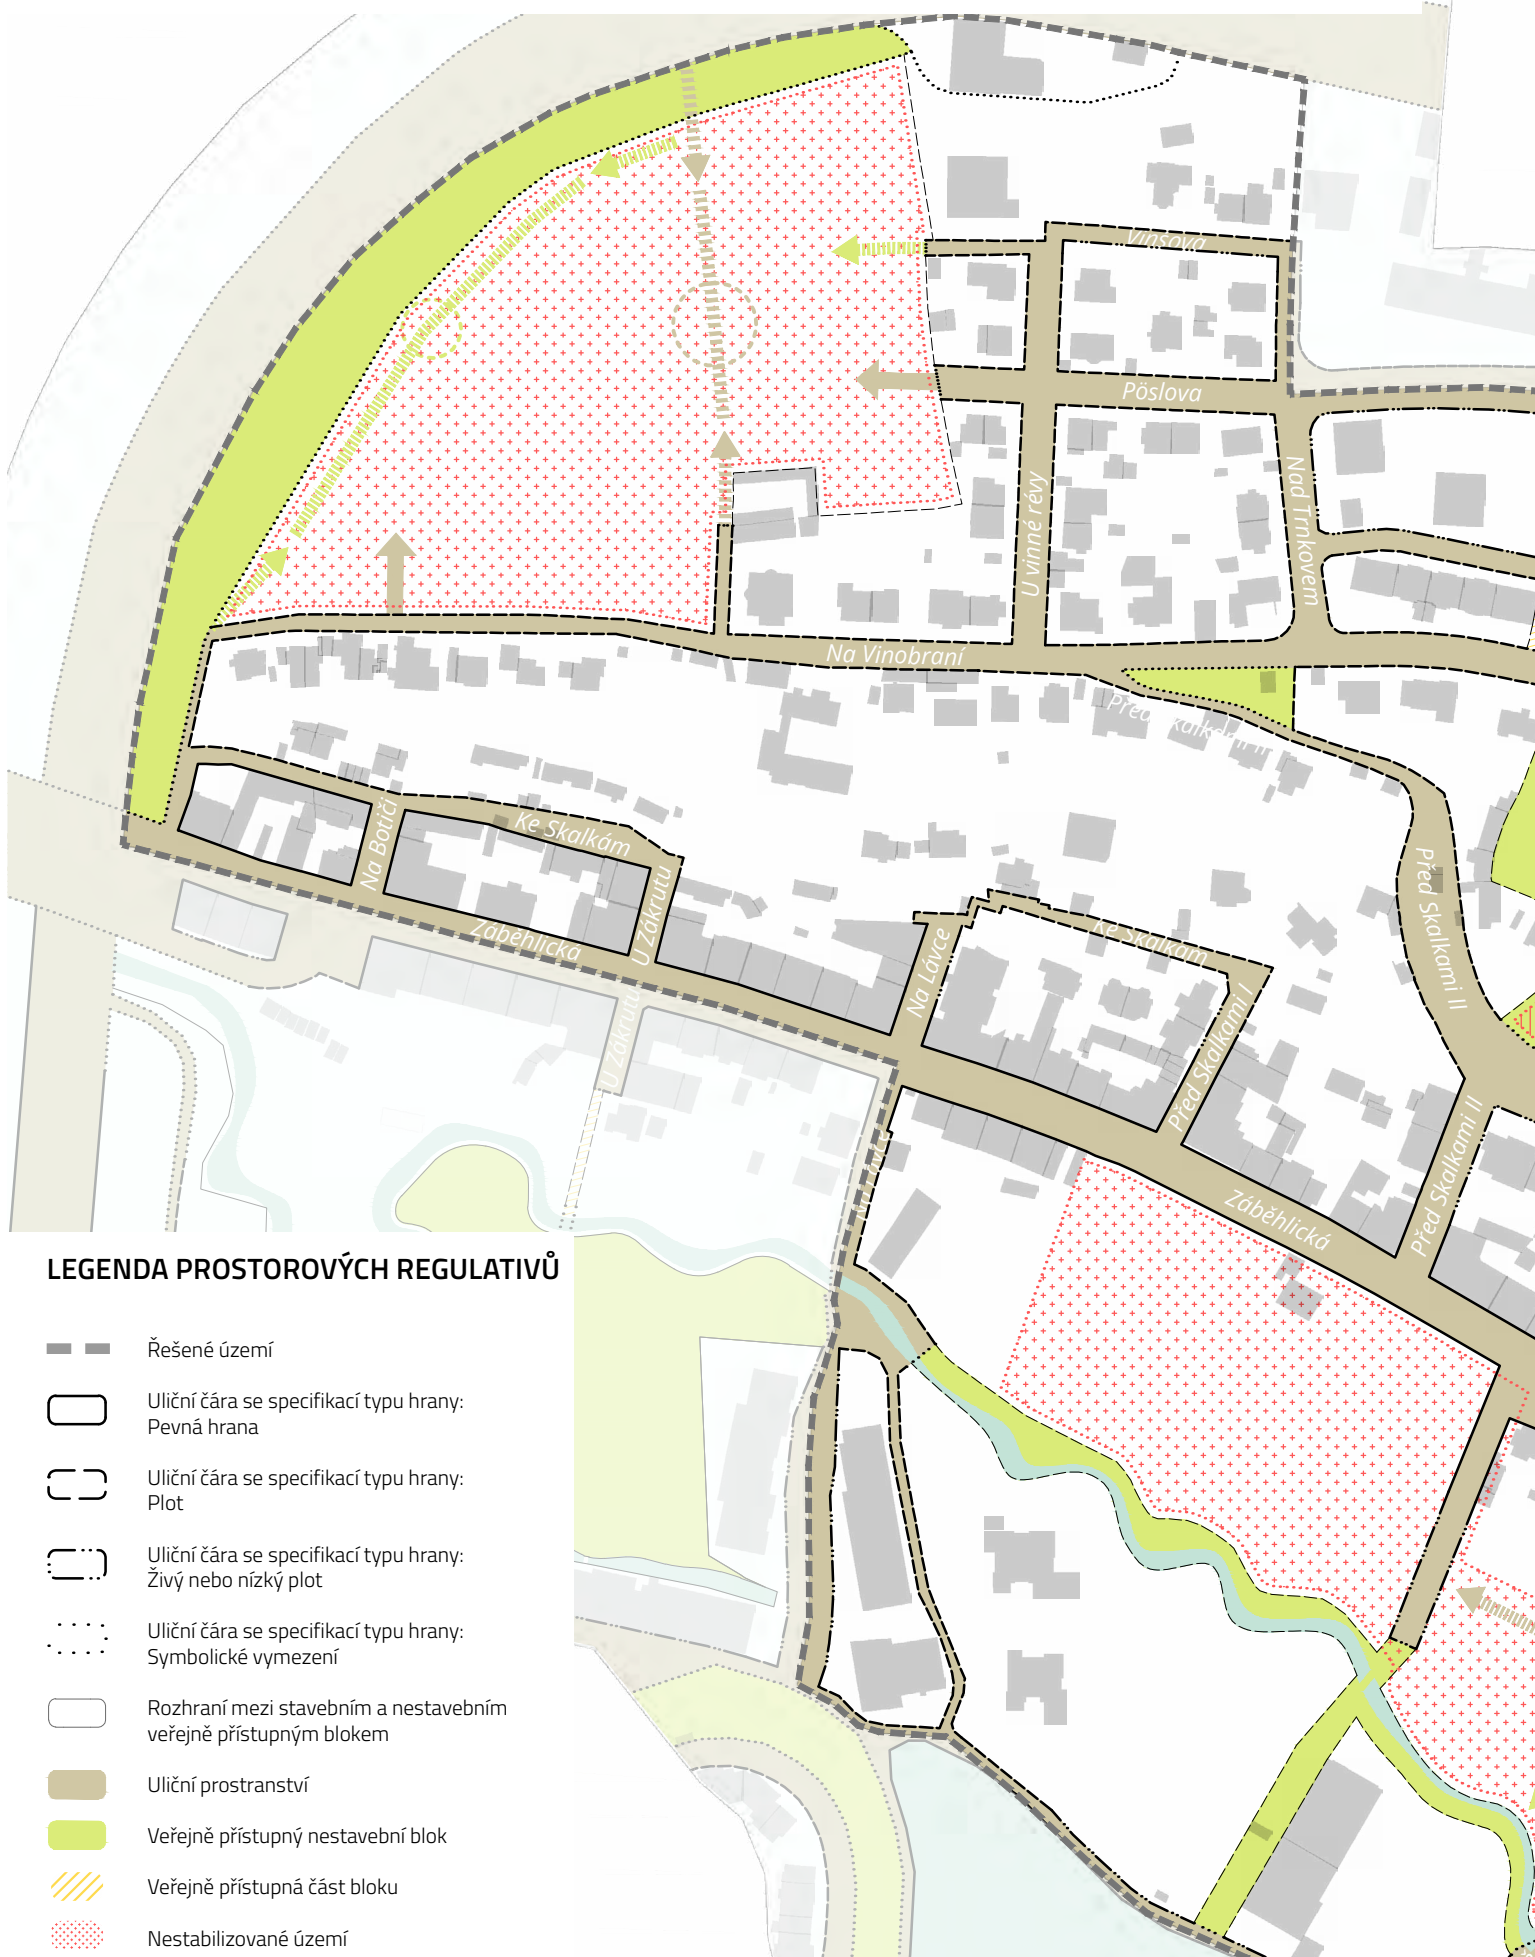 Vinšova
Pöslova
U vinné révy
Nad Trnkovem
Na Vinobraní
Před Skalkami II
Na Botiči
Ke Skalkám
U Zákrutu
Záběhlická
Na Lávce
Ke Skalkám
Před Skalkami II
U Zákrutu
Před Skalkami I
Před Skalkami II
Záběhlická
LEGENDA PROSTOROVÝCH REGULATIVŮ
Řešené území
Uliční čára se specifikací typu hrany:
Pevná hrana
Uliční čára se specifikací typu hrany:
Plot
Uliční čára se specifikací typu hrany:
Živý nebo nízký plot
Uliční čára se specifikací typu hrany:
Symbolické vymezení
Rozhraní mezi stavebním a nestavebním
veřejně přístupným blokem
Uliční prostranství
Veřejně přístupný nestavební blok
Veřejně přístupná část bloku
Nestabilizované území